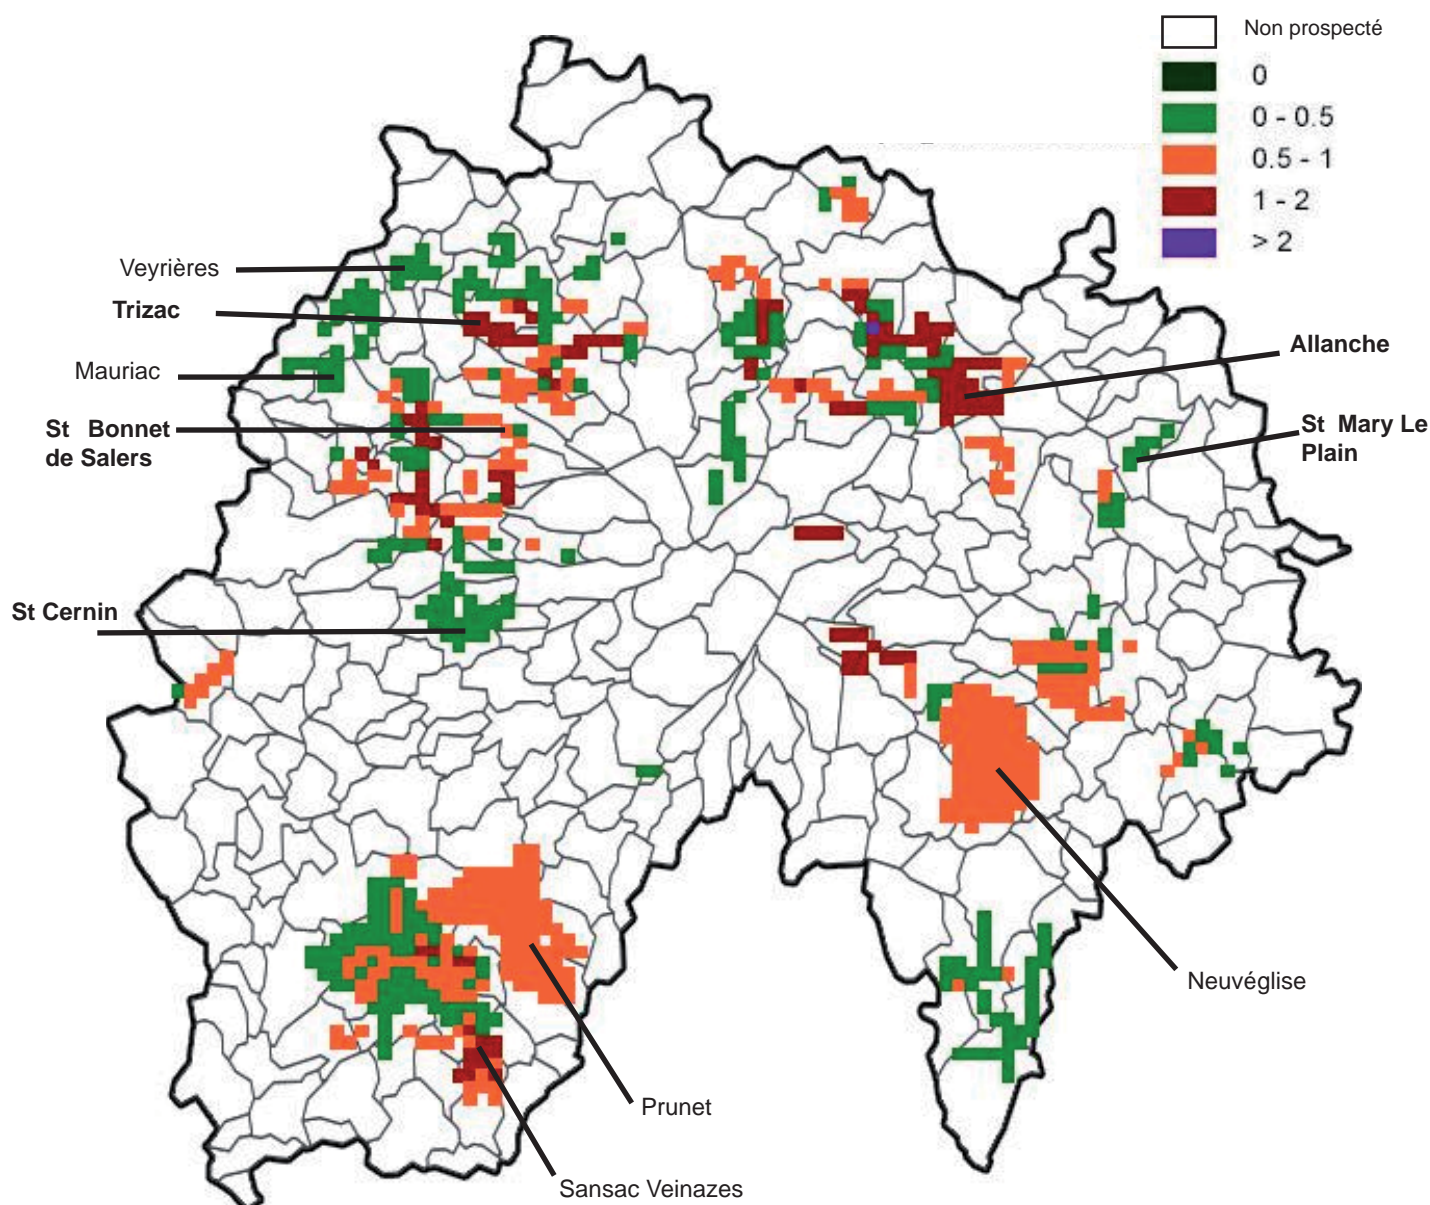 Non prospecté
0
0 - 0.5
0.5 - 1
1 - 2
> 2
Veyrières
Trizac
Mauriac
St Bonnet
de Salers
St Cernin
Allanche
St Mary Le
Plain
Neuvéglise
Prunet
Sansac Veinazes